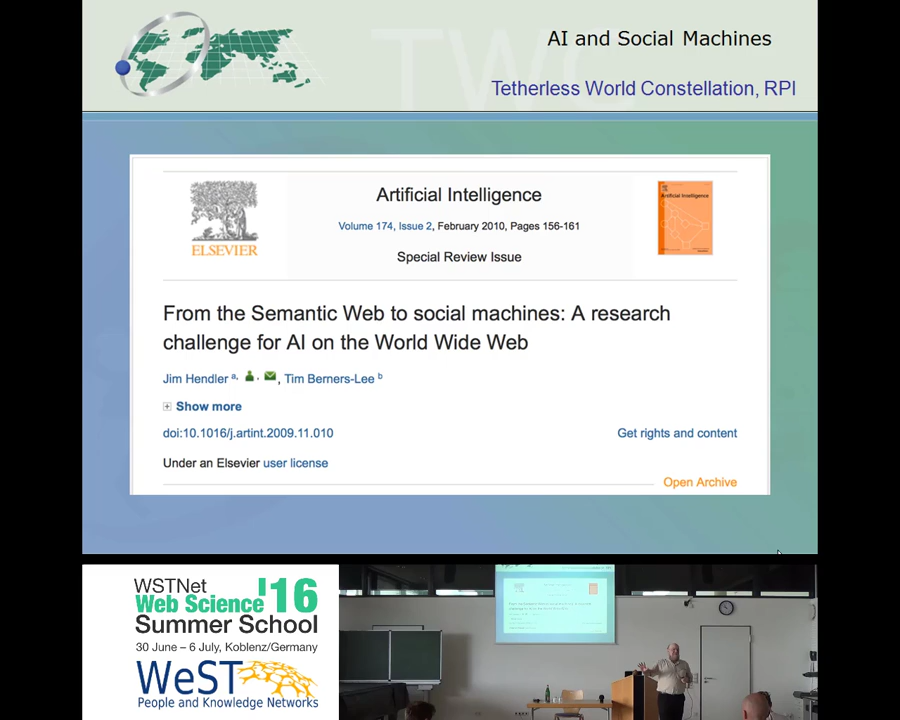 TWC
AI and Social Machines
Tetherless World Constellation, RPI
ELSEVIER
Artificial Intelligence
Volume 174, Issue 2, February 2010, Pages 156-161
Special Review Issue
Artificial Intelligence
From the Semantic Web to social machines: A research
challenge for AI on the World Wide Web
Jim Hendler a, , , Tim Berners-Lee b
Show more
doi:10.1016/j.artint.2009.11.010
Get rights and content
Under an Elsevier user license
Open Archive
WSTNet
Web Science '16
Summer School
30 June – 6 July, Koblenz/Germany
WeST
People and Knowledge Networks